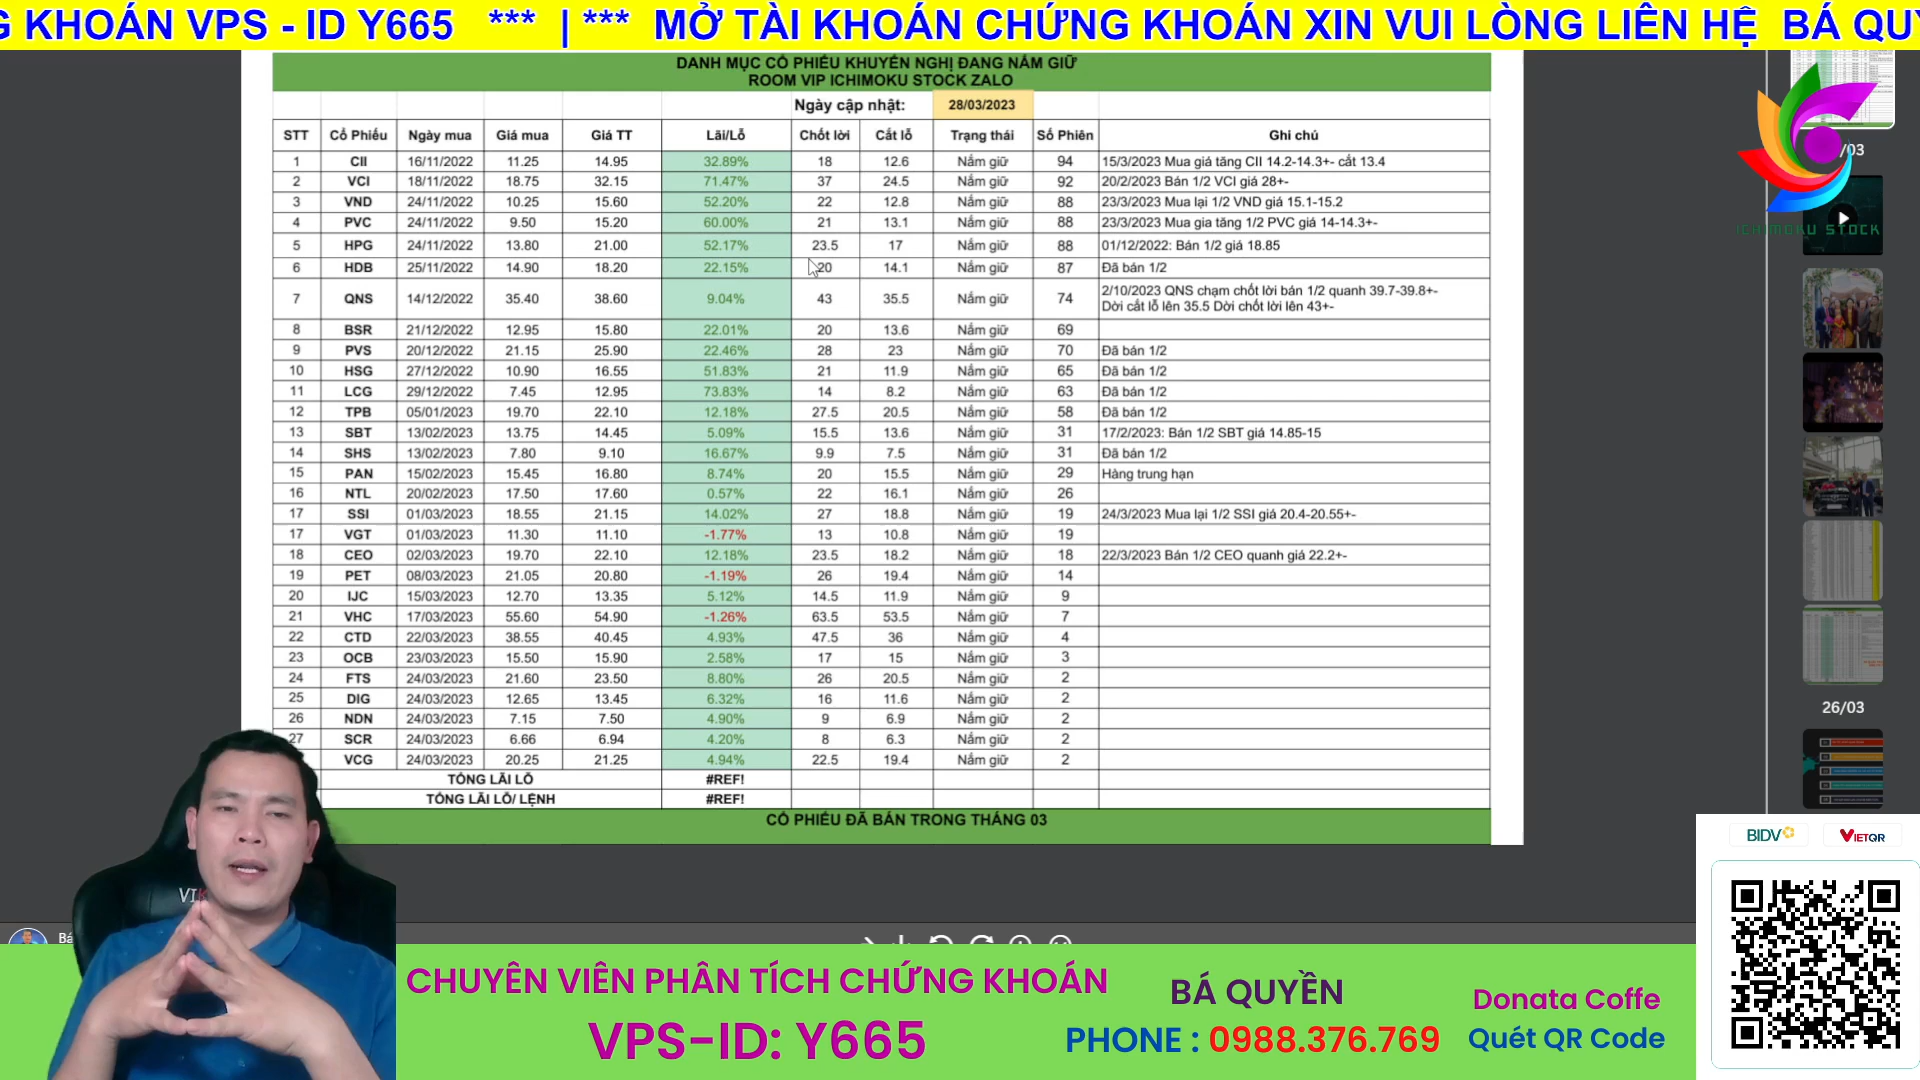 G KHOÁN VPS - ID Y665 *** | *** MỞ TÀI KHOẢN CHỨNG KHOÁN XIN VUI LÒNG LIÊN HỆ BÁ QUY
DANH MỤC CỔ PHIẾU KHUYẾN NGHỊ ĐANG NẮM GIỮ
ROOM VIP ICHIMOKU STOCK ZALO
Ngày cập nhật: 28/03/2023
STT Cổ Phiếu Ngày mua Giá mua Giá TT Lãi/Lỗ Chốt lời Cắt lỗ Trạng thái Số Phiên Ghi chú
1 CII 16/11/2022 11.25 14.95 32.89% 18 12.6 Nắm giữ 94 15/3/2023 Mua giá tăng CII 14.2-14.3+- cắt 13.4
2 VCI 18/11/2022 18.75 32.15 71.47% 37 24.5 Nắm giữ 92 20/2/2023 Bán 1/2 VCI giá 28+-
3 VND 24/11/2022 10.25 15.60 52.20% 22 12.8 Nắm giữ 88 23/3/2023 Mua lại 1/2 VND giá 15.1-15.2
4 PVC 24/11/2022 9.50 15.20 60.00% 21 13.1 Nắm giữ 88 23/3/2023 Mua gia tăng 1/2 PVC giá 14-14.3+-
5 HPG 24/11/2022 13.80 21.00 52.17% 23.5 17 Nắm giữ 88 01/12/2022: Bán 1/2 giá 18.85
6 HDB 25/11/2022 14.90 18.20 22.15% 20 14.1 Nắm giữ 87 Đã bán 1/2
7 QNS 14/12/2022 35.40 38.60 9.04% 43 35.5 Nắm giữ 74 2/10/2023 QNS chạm chốt lời bán 1/2 quanh 39.7-39.8+-
Dời cắt lỗ lên 35.5 Dời chốt lời lên 43+-
8 BSR 21/12/2022 12.95 15.80 22.01% 20 13.6 Nắm giữ 69
9 PVS 20/12/2022 21.15 25.90 22.46% 28 23 Nắm giữ 70 Đã bán 1/2
10 HSG 27/12/2022 10.90 16.55 51.83% 21 11.9 Nắm giữ 65 Đã bán 1/2
11 LCG 29/12/2022 7.45 12.95 73.83% 14 8.2 Nắm giữ 63 Đã bán 1/2
12 TPB 05/01/2023 19.70 22.10 12.18% 27.5 20.5 Nắm giữ 58 Đã bán 1/2
13 SBT 13/02/2023 13.75 14.45 5.09% 15.5 13.6 Nắm giữ 31 17/2/2023: Bán 1/2 SBT giá 14.85-15
14 SHS 13/02/2023 7.80 9.10 16.67% 9.9 7.5 Nắm giữ 31 Đã bán 1/2
15 PAN 15/02/2023 15.45 16.80 8.74% 20 15.5 Nắm giữ 29 Hàng trung hạn
16 NTL 20/02/2023 17.50 17.60 0.57% 22 16.1 Nắm giữ 26
17 SSI 01/03/2023 18.55 21.15 14.02% 27 18.8 Nắm giữ 19 24/3/2023 Mua lại 1/2 SSI giá 20.4-20.55+-
17 VGT 01/03/2023 11.30 11.10 -1.77% 13 10.8 Nắm giữ 19
18 CEO 02/03/2023 19.70 22.10 12.18% 23.5 18.2 Nắm giữ 18 22/3/2023 Bán 1/2 CEO quanh giá 22.2+-
19 PET 08/03/2023 21.05 20.80 -1.19% 26 19.4 Nắm giữ 14
20 IJC 15/03/2023 12.70 13.35 5.12% 14.5 11.9 Nắm giữ 9
21 VHC 17/03/2023 55.60 54.90 -1.26% 63.5 53.5 Nắm giữ 7
22 CTD 22/03/2023 38.55 40.45 4.93% 47.5 36 Nắm giữ 4
23 OCB 23/03/2023 15.50 15.90 2.58% 17 15 Nắm giữ 3
24 FTS 24/03/2023 21.60 23.50 8.80% 26 20.5 Nắm giữ 2
25 DIG 24/03/2023 12.65 13.45 6.32% 16 11.6 Nắm giữ 2
26 NDN 24/03/2023 7.15 7.50 4.90% 9 6.9 Nắm giữ 2
27 SCR 24/03/2023 6.66 6.94 4.20% 8 6.3 Nắm giữ 2
VCG 24/03/2023 20.25 21.25 4.94% 22.5 19.4 Nắm giữ 2
TỔNG LÃI LỖ #REF!
TỔNG LÃI LỖ/ LỆNH #REF!
CỔ PHIẾU ĐÃ BÁN TRONG THÁNG 03
/03
ICHIMOKU STOCK
26/03
BIDV VIETQR
Bá
CHUYÊN VIÊN PHÂN TÍCH CHỨNG KHOÁN
VPS-ID: Y665
BÁ QUYỀN
PHONE : 0988.376.769
Donata Coffe
Quét QR Code